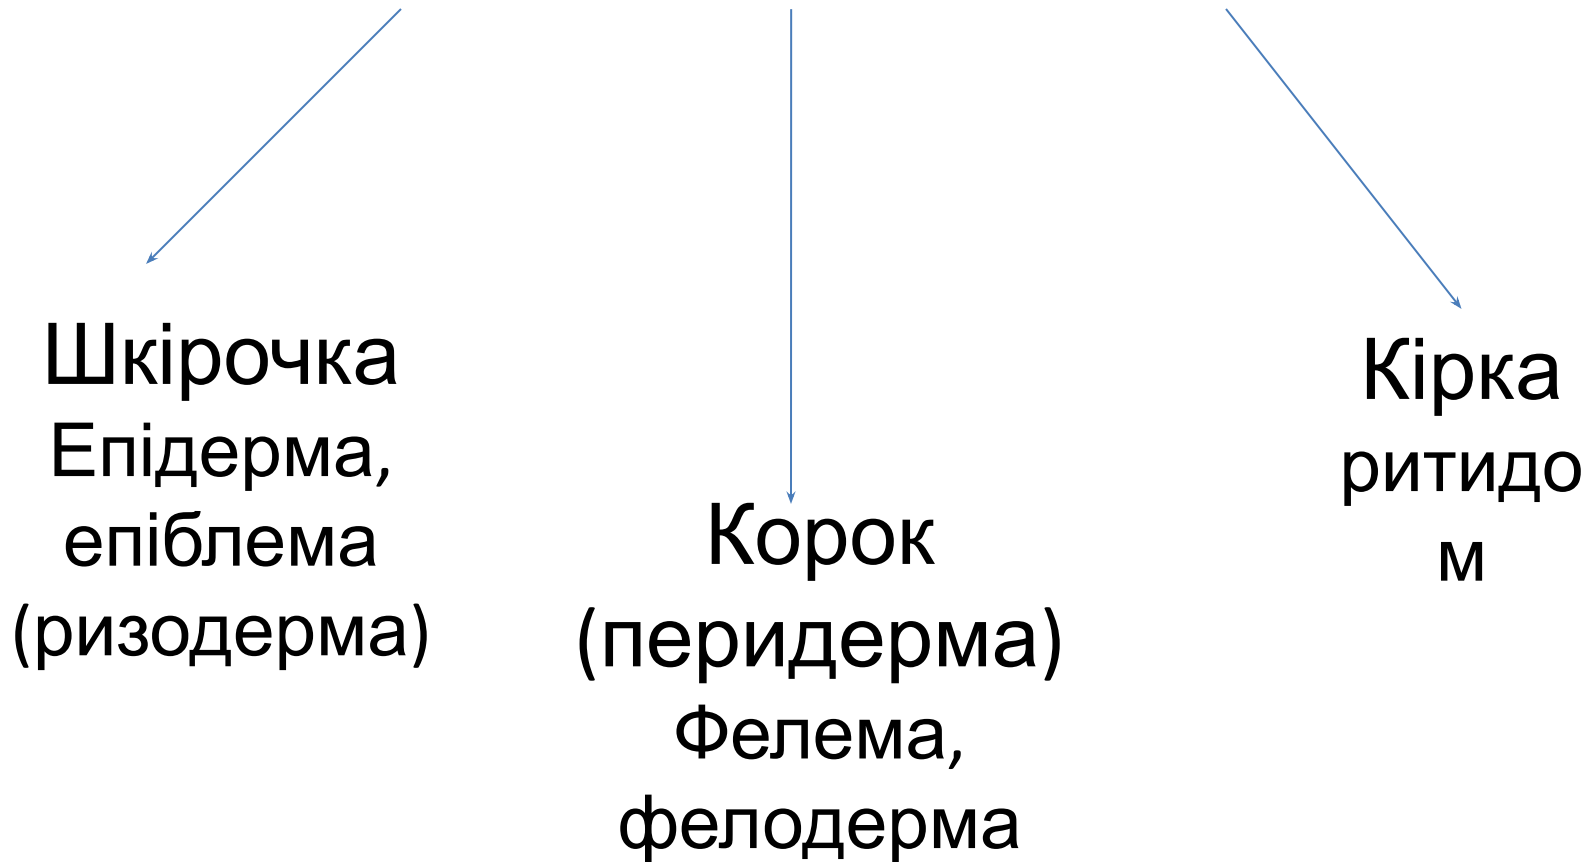 Шкірочка
Епідерма,
епіблема
(ризодерма)
Корок
(перидерма)
Фелема,
фелодерма
Кірка
ритидо
м